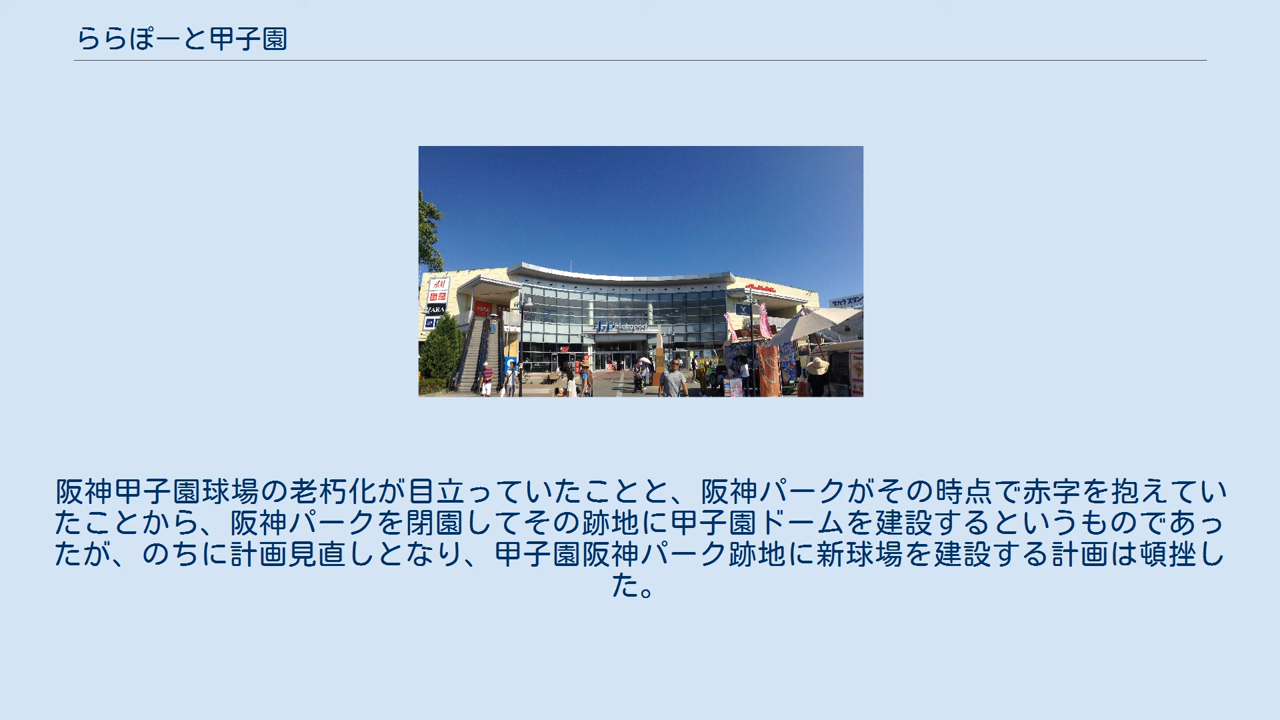 ららぽーと甲子園
H&M
ZARA
阪神甲子園球場の老朽化が目立っていたことと、阪神パークがその時点で赤字を抱えてい
たことから、阪神パークを閉園してその跡地に甲子園ドームを建設するというものであっ
たが、のちに計画見直しとなり、甲子園阪神パーク跡地に新球場を建設する計画は頓挫し
た。